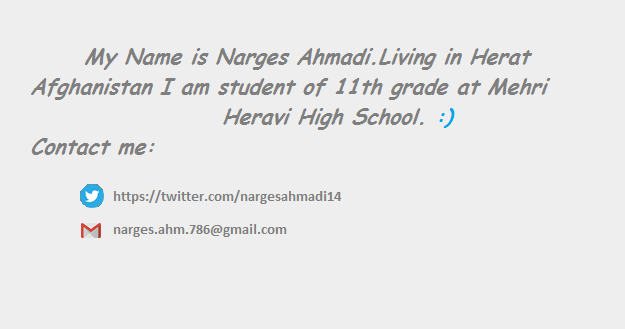 My Name is Narges Ahmadi.Living in Herat
Afghanistan I am student of 11th grade at Mehri
Heravi High School. :)
Contact me:
https://twitter.com/nargesahmadi14
narges.ahm.786@gmail.com